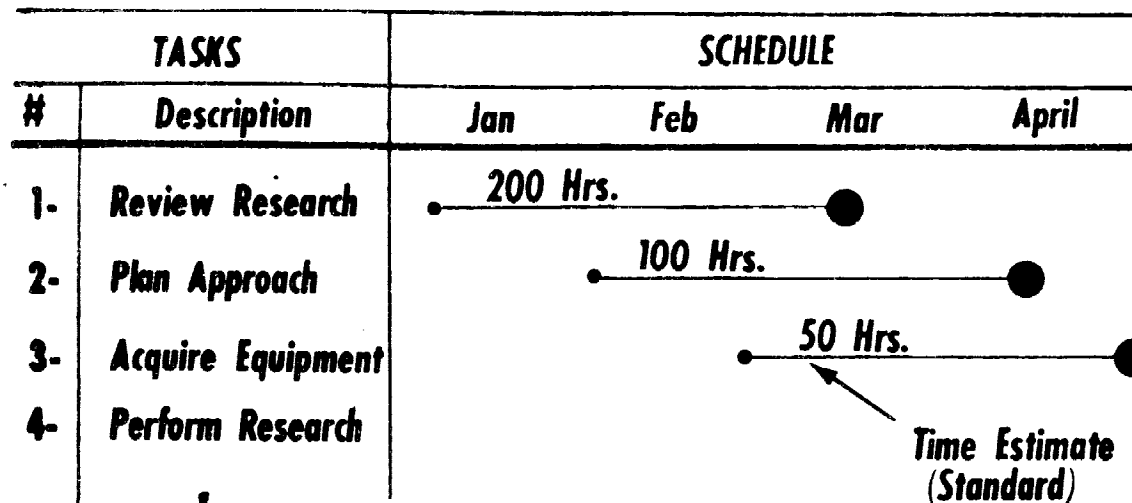 TASKS SCHEDULE
# Description Jan Feb Mar April
1- Review Research 200 Hrs.
2- Plan Approach 100 Hrs.
3- Acquire Equipment 50 Hrs.
4- Perform Research
Time Estimate
(Standard)